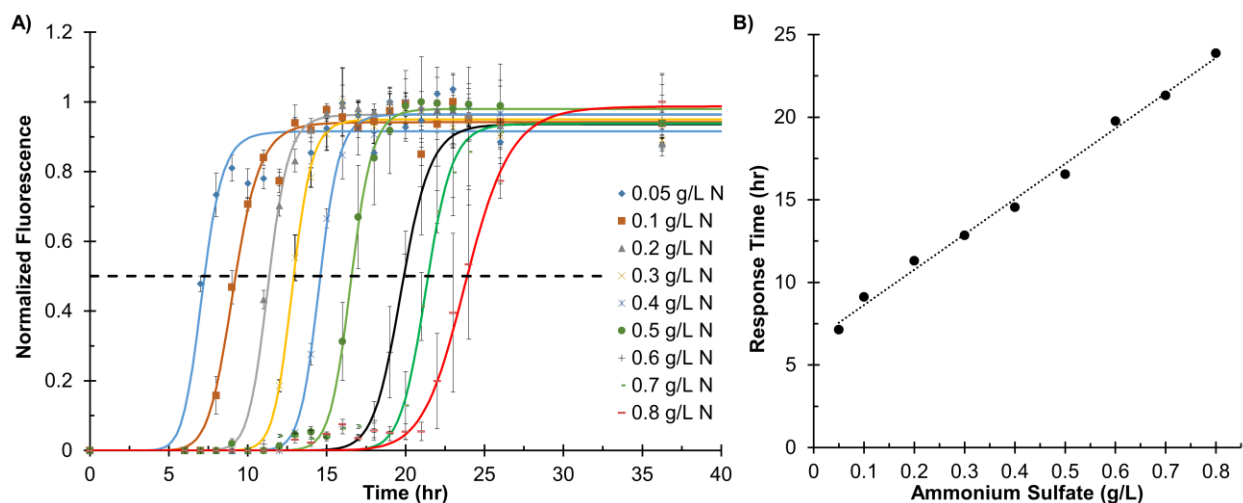 A)
Normalized Fluorescence
1.2
1
0.8
0.6
0.4
0.2
0
0 5 10 15 20 25 30 35 40
Time (hr)
0.05 g/L N
0.1 g/L N
0.2 g/L N
0.3 g/L N
0.4 g/L N
0.5 g/L N
0.6 g/L N
0.7 g/L N
0.8 g/L N
B)
Response Time (hr)
25
20
15
10
5
0
0 0.1 0.2 0.3 0.4 0.5 0.6 0.7 0.8
Ammonium Sulfate (g/L)